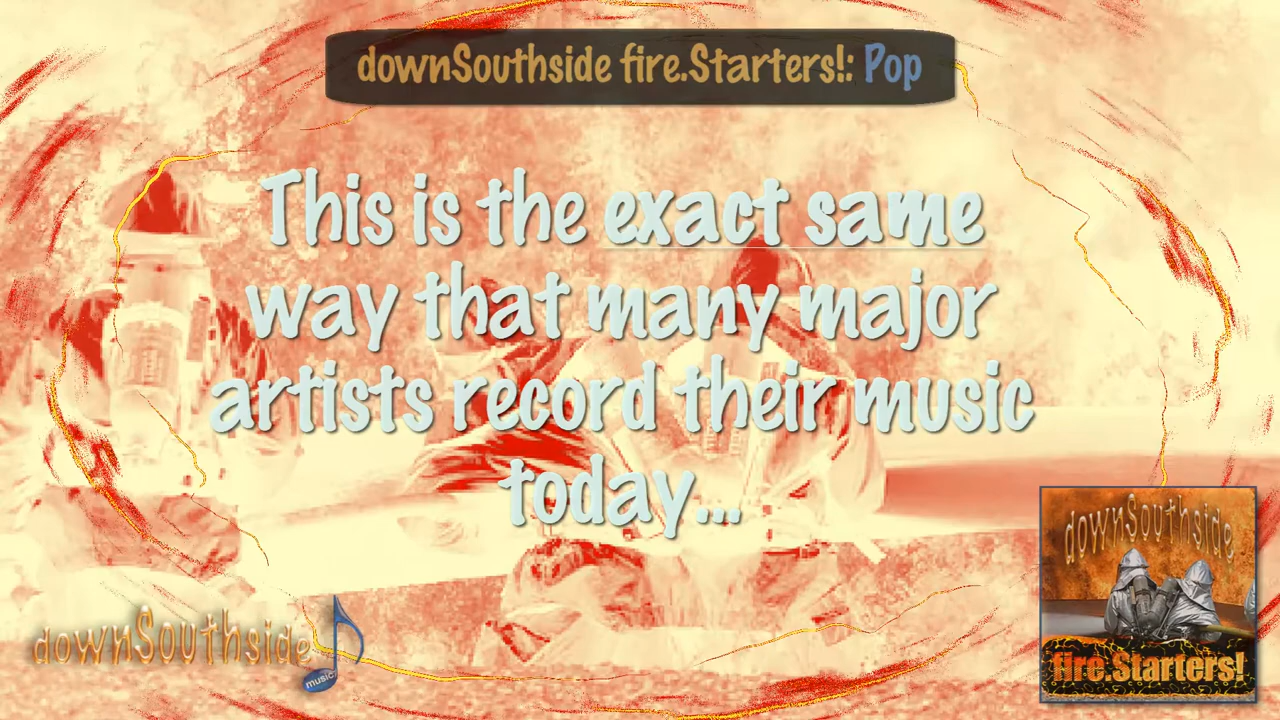 downSouthside fire.Starters!: Pop
This is the exact same
way that many major
artists record their music
today...
downSouthside
music
downSouthside
fire.Starters!